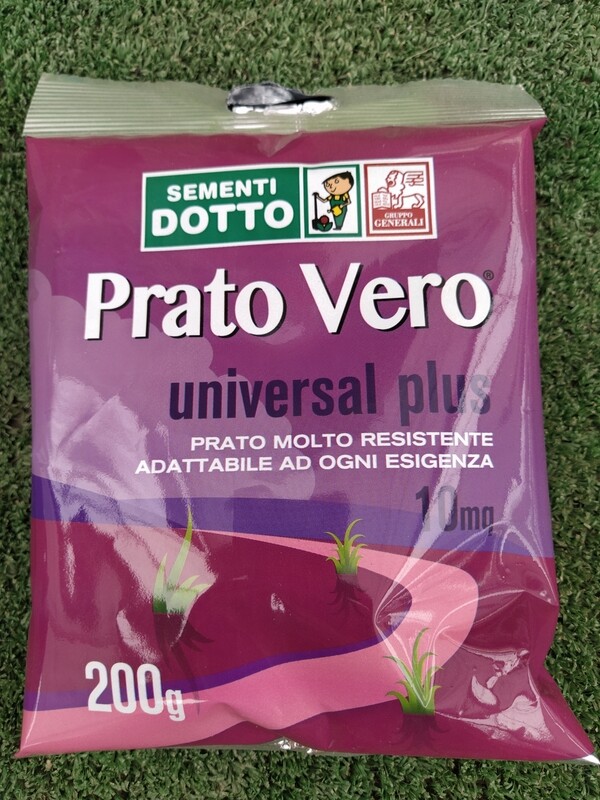 SEMENTI
DOTTO
GRUPPO
GENERALI
Prato Vero®
universal plus
PRATO MOLTO RESISTENTE
ADATTABILE AD OGNI ESIGENZA
10mq
200g